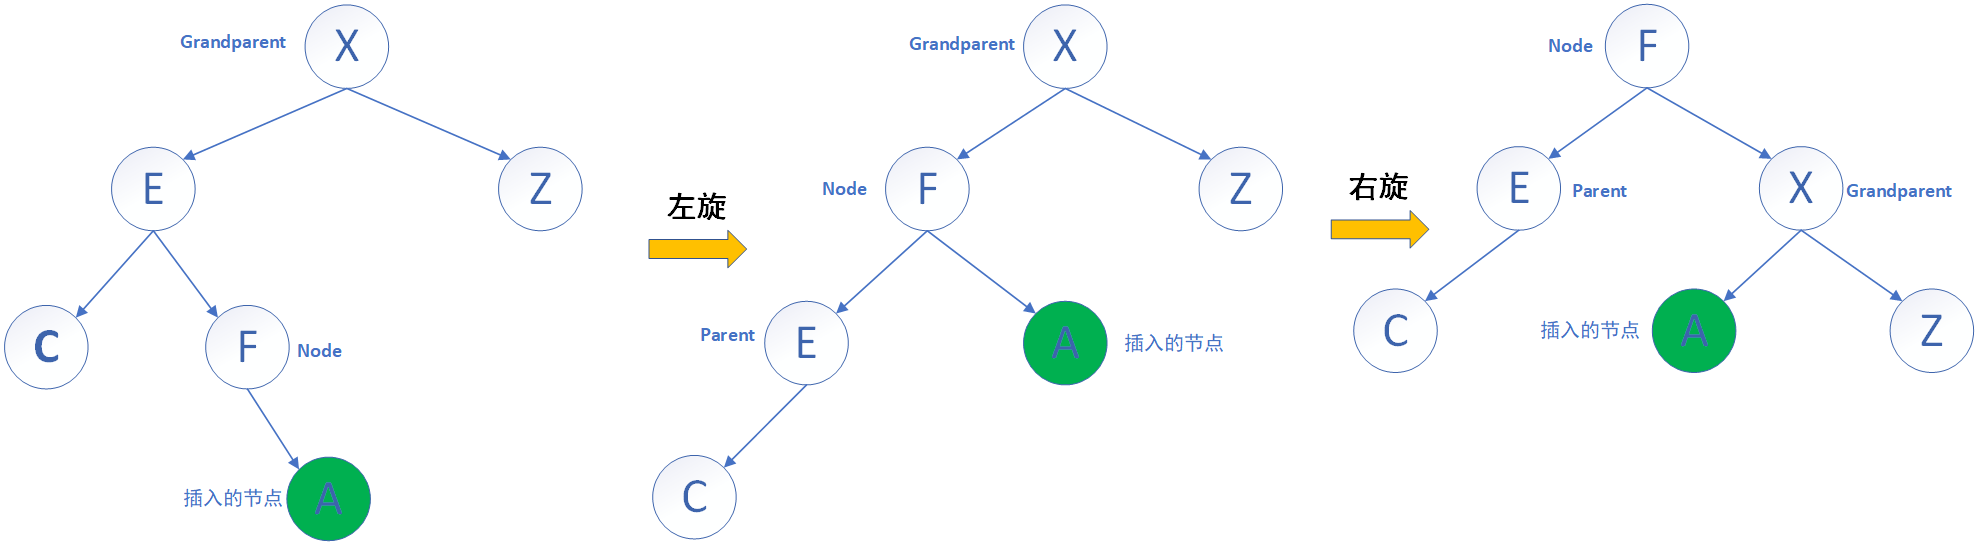 Grandparent
X
E
Z
C
F
Node
插入的节点
A
左旋
Grandparent
X
Node
F
Z
Parent
E
A
插入的节点
C
右旋
Node
F
E
Parent
X
Grandparent
C
插入的节点
A
Z